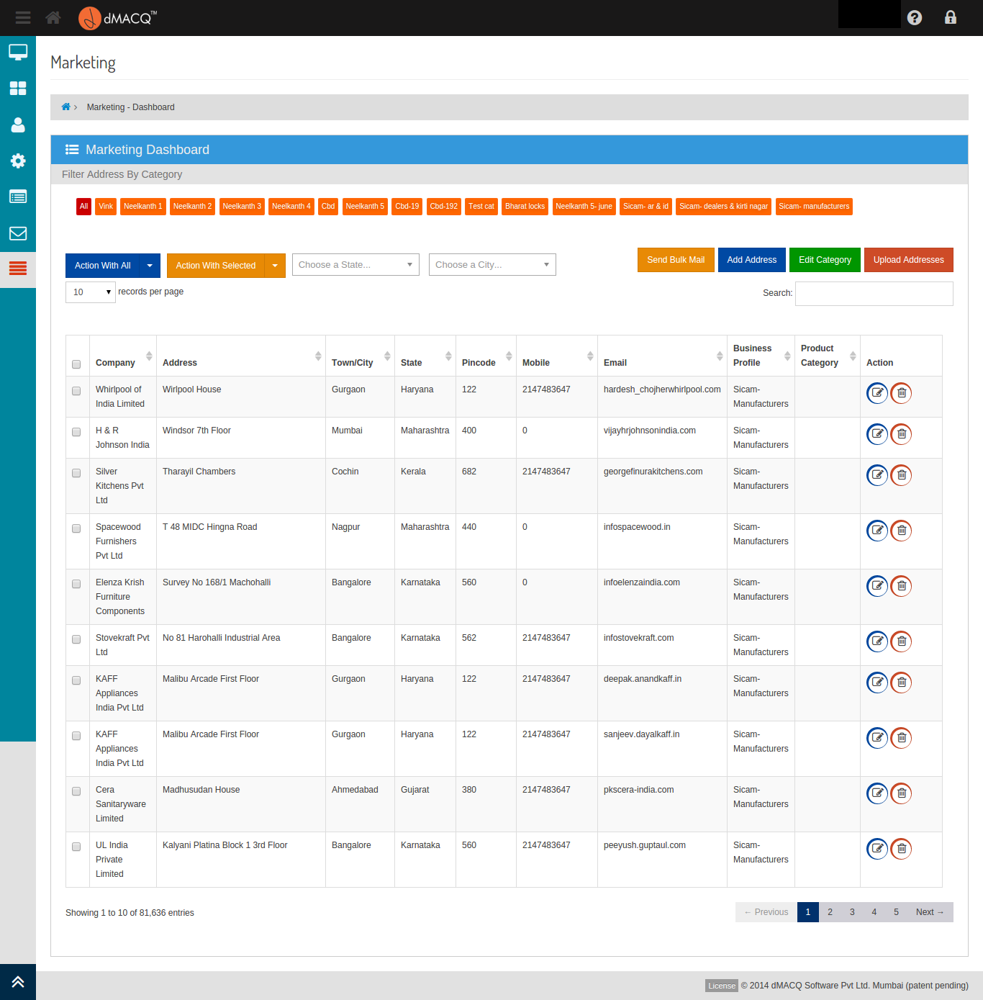 dMACQ™
Marketing
Marketing - Dashboard
Marketing Dashboard
Filter Address By Category
All Vink Neelkanth 1 Neelkanth 2 Neelkanth 3 Neelkanth 4 Cbd Neelkanth 5 Cbd-19 Cbd-192 Test cat Bharat locks Neelkanth 5- june Sicam- ar & id Sicam- dealers & kirti nagar Sicam- manufacturers
Action With All Action With Selected Choose a State... Choose a City... Send Bulk Mail Add Address Edit Category Upload Addresses
10 records per page Search:
Company Address Town/City State Pincode Mobile Email Business Profile Product Category Action
Whirlpool of Wirlpool House Gurgaon Haryana 122 2147483647 hardesh_chojherwhirlpool.com Sicam-
India Limited Manufacturers
H & R Windsor 7th Floor Mumbai Maharashtra 400 0 vijayhrjohnsonindia.com Sicam-
Johnson India Manufacturers
Silver Tharayil Chambers Cochin Kerala 682 2147483647 georgefinurakitchens.com Sicam-
Kitchens Pvt Manufacturers
Ltd
Spacewood T 48 MIDC Hingna Road Nagpur Maharashtra 440 0 infospacewood.in Sicam-
Furnishers Manufacturers
Pvt Ltd
Elenza Krish Survey No 168/1 Machohalli Bangalore Karnataka 560 0 infoelenzaindia.com Sicam-
Furniture Manufacturers
Components
Stovekraft Pvt No 81 Harohalli Industrial Area Bangalore Karnataka 562 2147483647 infostovekraft.com Sicam-
Ltd Manufacturers
KAFF Malibu Arcade First Floor Gurgaon Haryana 122 2147483647 deepak.anandkaff.in Sicam-
Appliances Manufacturers
India Pvt Ltd
KAFF Malibu Arcade First Floor Gurgaon Haryana 122 2147483647 sanjeev.dayalkaff.in Sicam-
Appliances Manufacturers
India Pvt Ltd
Cera Madhusudan House Ahmedabad Gujarat 380 2147483647 pkscera-india.com Sicam-
Sanitaryware Manufacturers
Limited
UL India Kalyani Platina Block 1 3rd Floor Bangalore Karnataka 560 2147483647 peeyush.guptaul.com Sicam-
Private Manufacturers
Limited
Showing 1 to 10 of 81,636 entries ← Previous 1 2 3 4 5 Next →
License © 2014 dMACQ Software Pvt Ltd. Mumbai (patent pending)